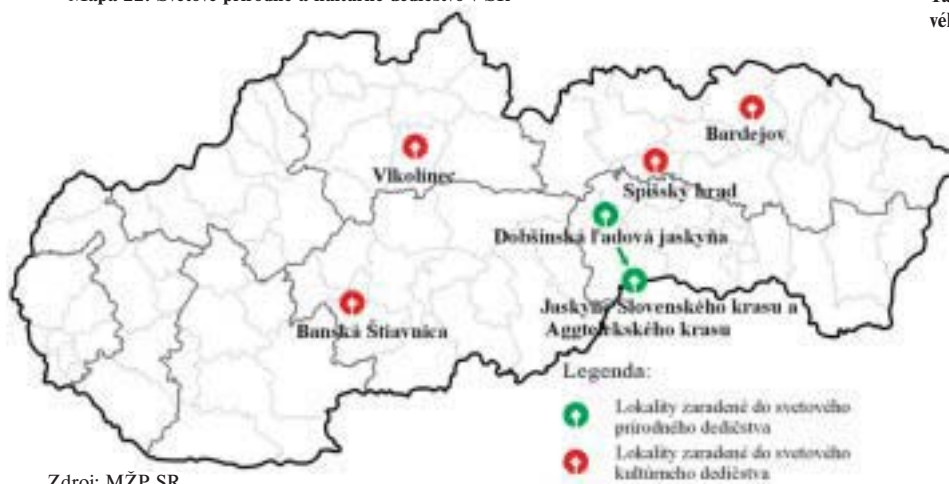 Bardejov
Vlkolínec
Spišský hrad
Dobšinská ľadová jaskyňa
Jaskyne Slovenského krasu a
Aggtelekského krasu
Banská Štiavnica
Legenda:
Lokality zaradené do svetového
prírodného dedičstva
Lokality zaradené do svetového
kultúrneho dedičstva
Zdroj: MŽP SR